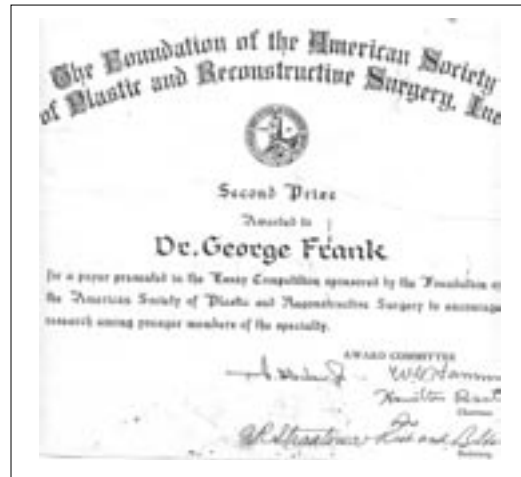 The Foundation of the American Society
of Plastic and Reconstructive Surgery, Inc
Second Prize
Awarded to
Dr. George Frank
for a paper presented in the Essay Competition sponsored by the Foundation of
the American Society of Plastic and Reconstructive Surgery to encourage
research among younger members of the specialty.
AWARD COMMITTEE
Chairman